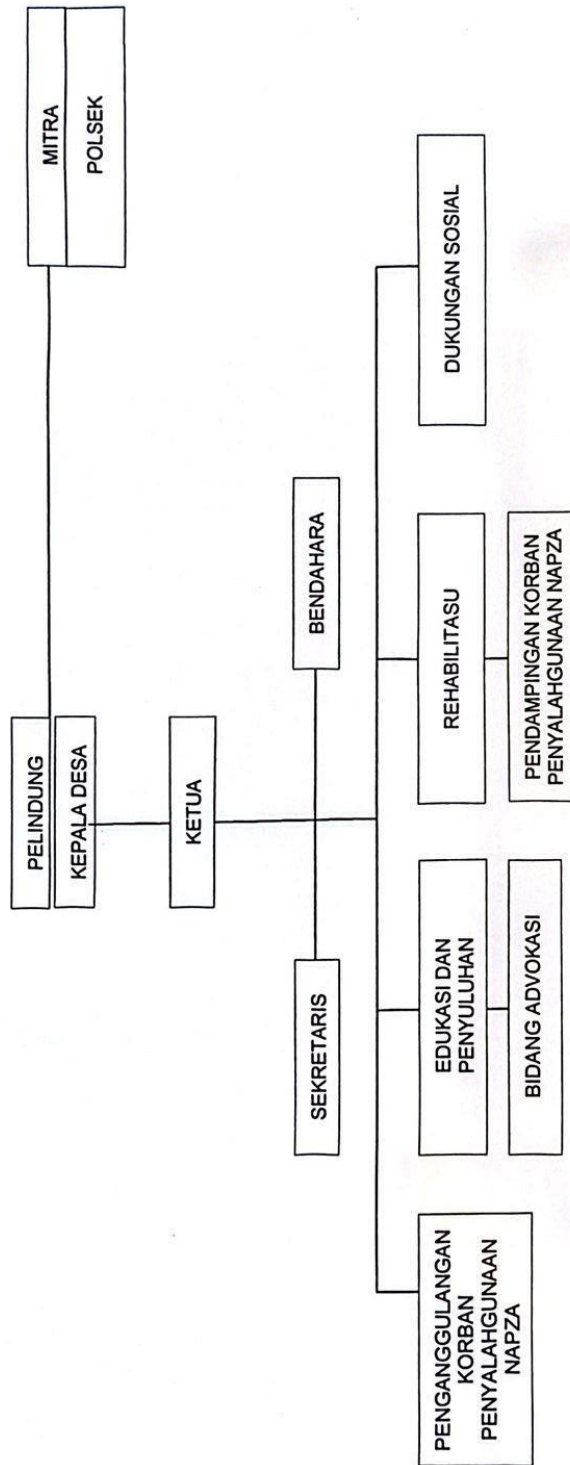 PELINDUNG
KEPALA DESA
MITRA
POLSEK
KETUA
SEKRETARIS
BENDAHARA
PENGANGGULANGAN
KORBAN
PENYALAHGUNAAN
NAPZA
EDUKASI DAN
PENYULUHAN
BIDANG ADVOKASI
REHABILITASU
PENDAMPINGAN KORBAN
PENYALAHGUNAAN NAPZA
DUKUNGAN SOSIAL